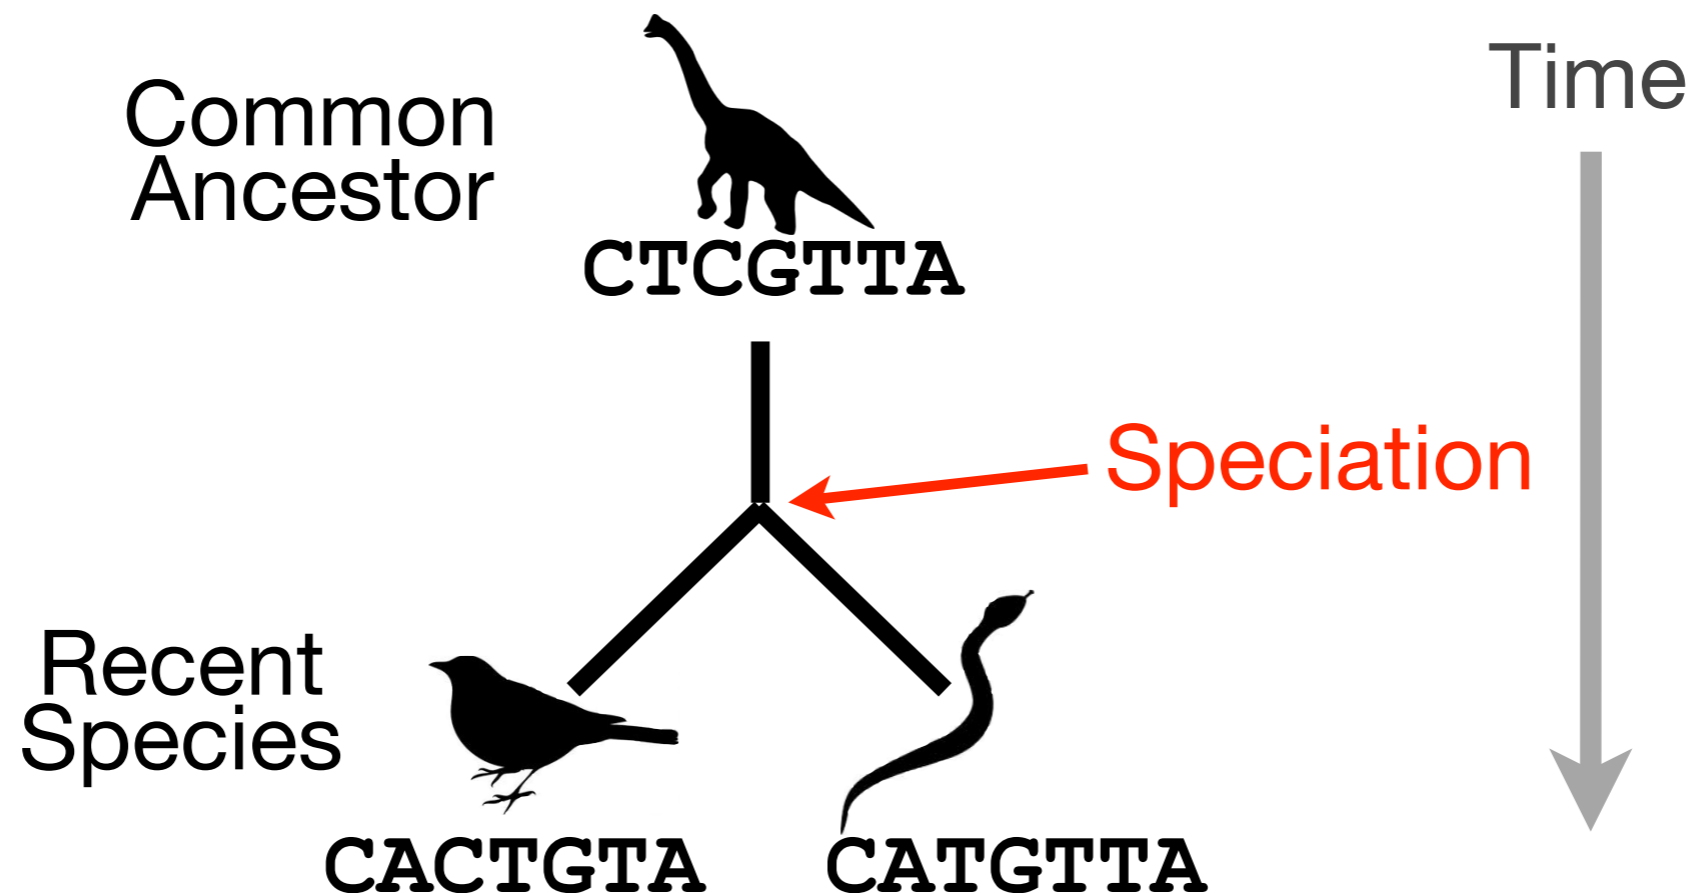 Time
Common
Ancestor
CTCGTTA
Speciation
Recent
Species
CACTGTA
CATGTTA